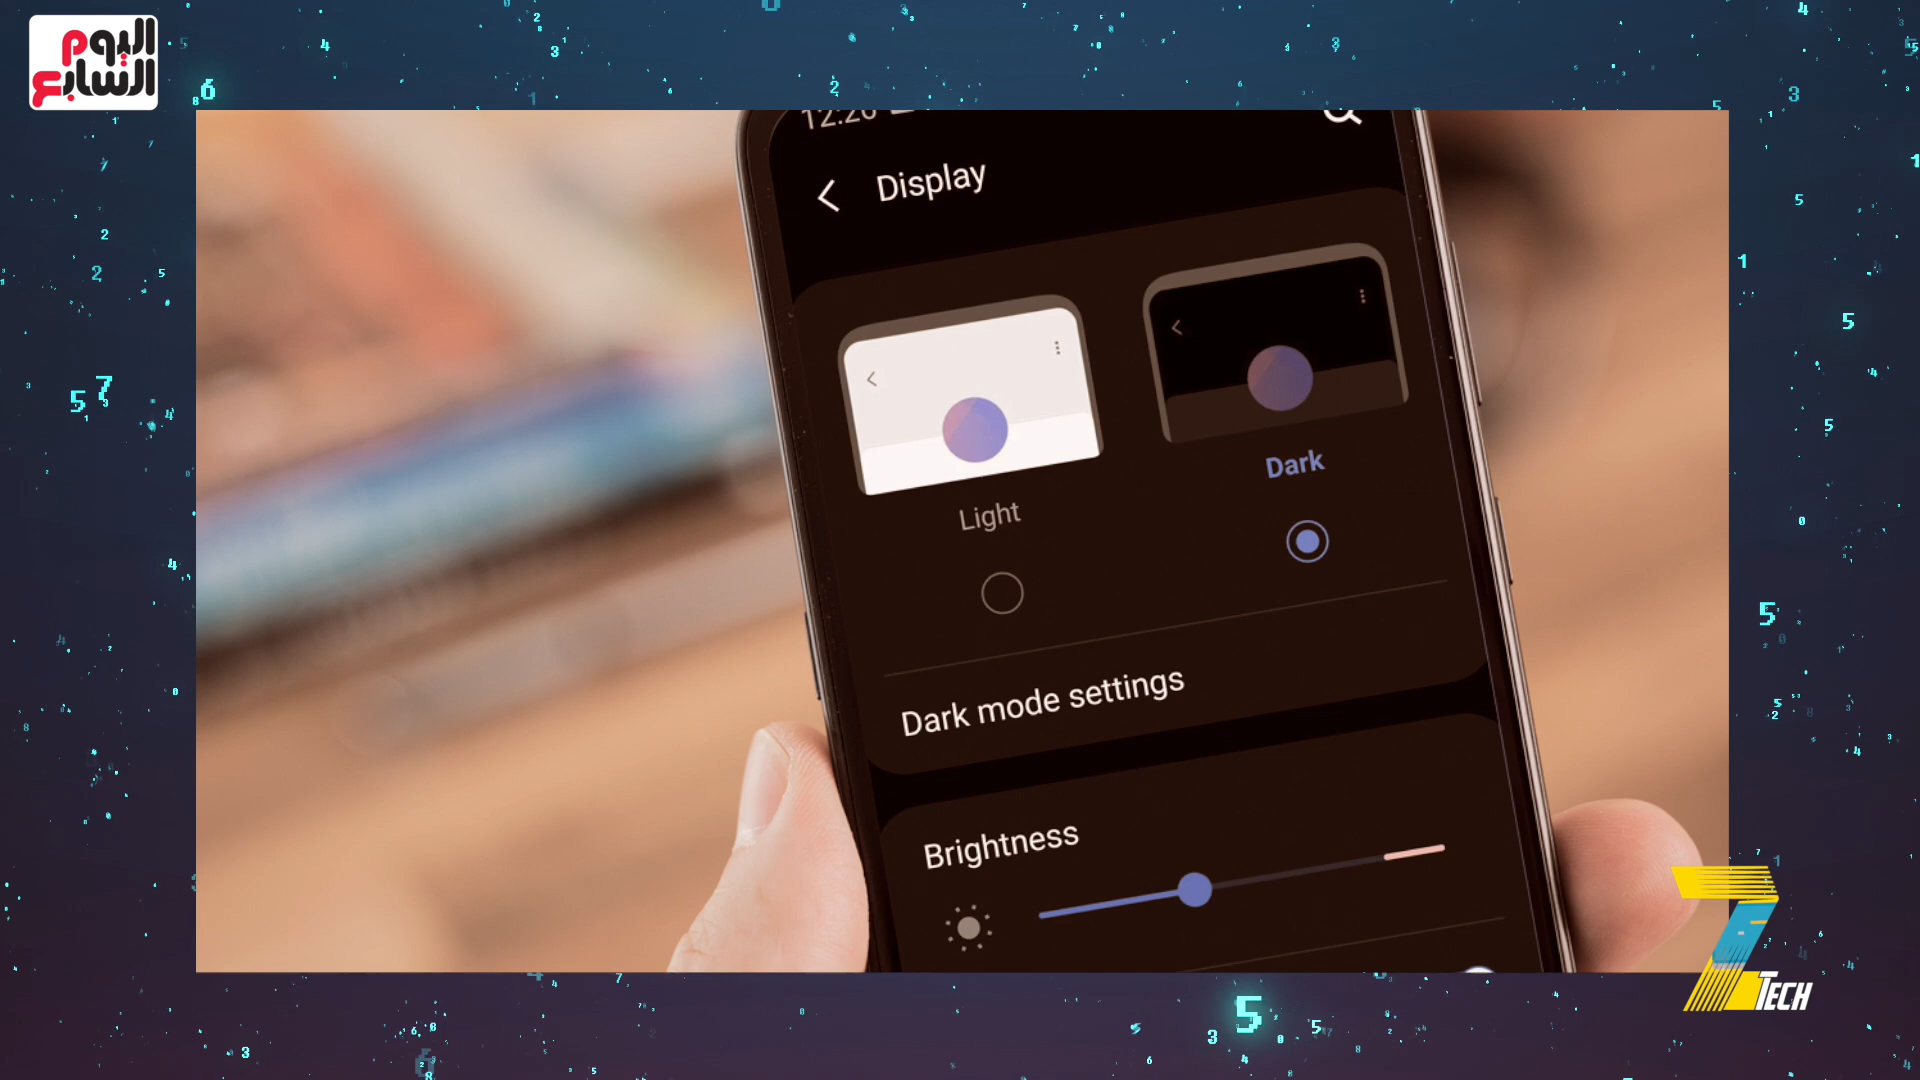 اليوم
السابع
Display
Light
Dark
Dark mode settings
Brightness
TECH